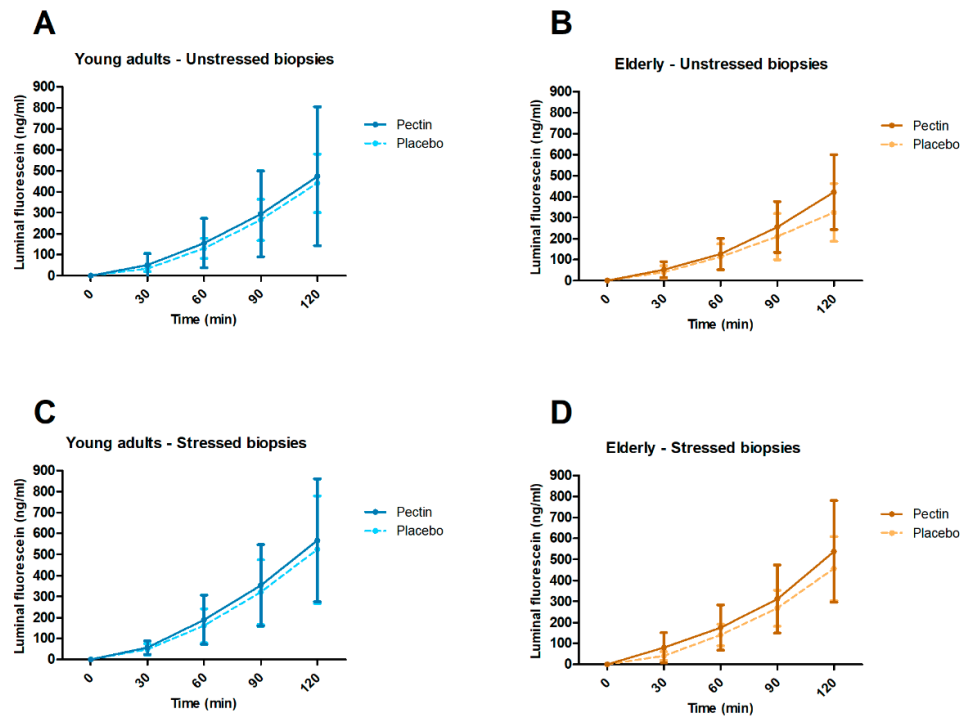 A
Young adults - Unstressed biopsies
Luminal fluorescein (ng/ml)
900
800
700
600
500
400
300
200
100
0
0
30
60
90
120
Time (min)
Pectin
Placebo
B
Elderly - Unstressed biopsies
Luminal fluorescein (ng/ml)
900
800
700
600
500
400
300
200
100
0
0
30
60
90
120
Time (min)
Pectin
Placebo
C
Young adults - Stressed biopsies
Luminal fluorescein (ng/ml)
900
800
700
600
500
400
300
200
100
0
0
30
60
90
120
Time (min)
Pectin
Placebo
D
Elderly - Stressed biopsies
Luminal fluorescein (ng/ml)
900
800
700
600
500
400
300
200
100
0
0
30
60
90
120
Time (min)
Pectin
Placebo